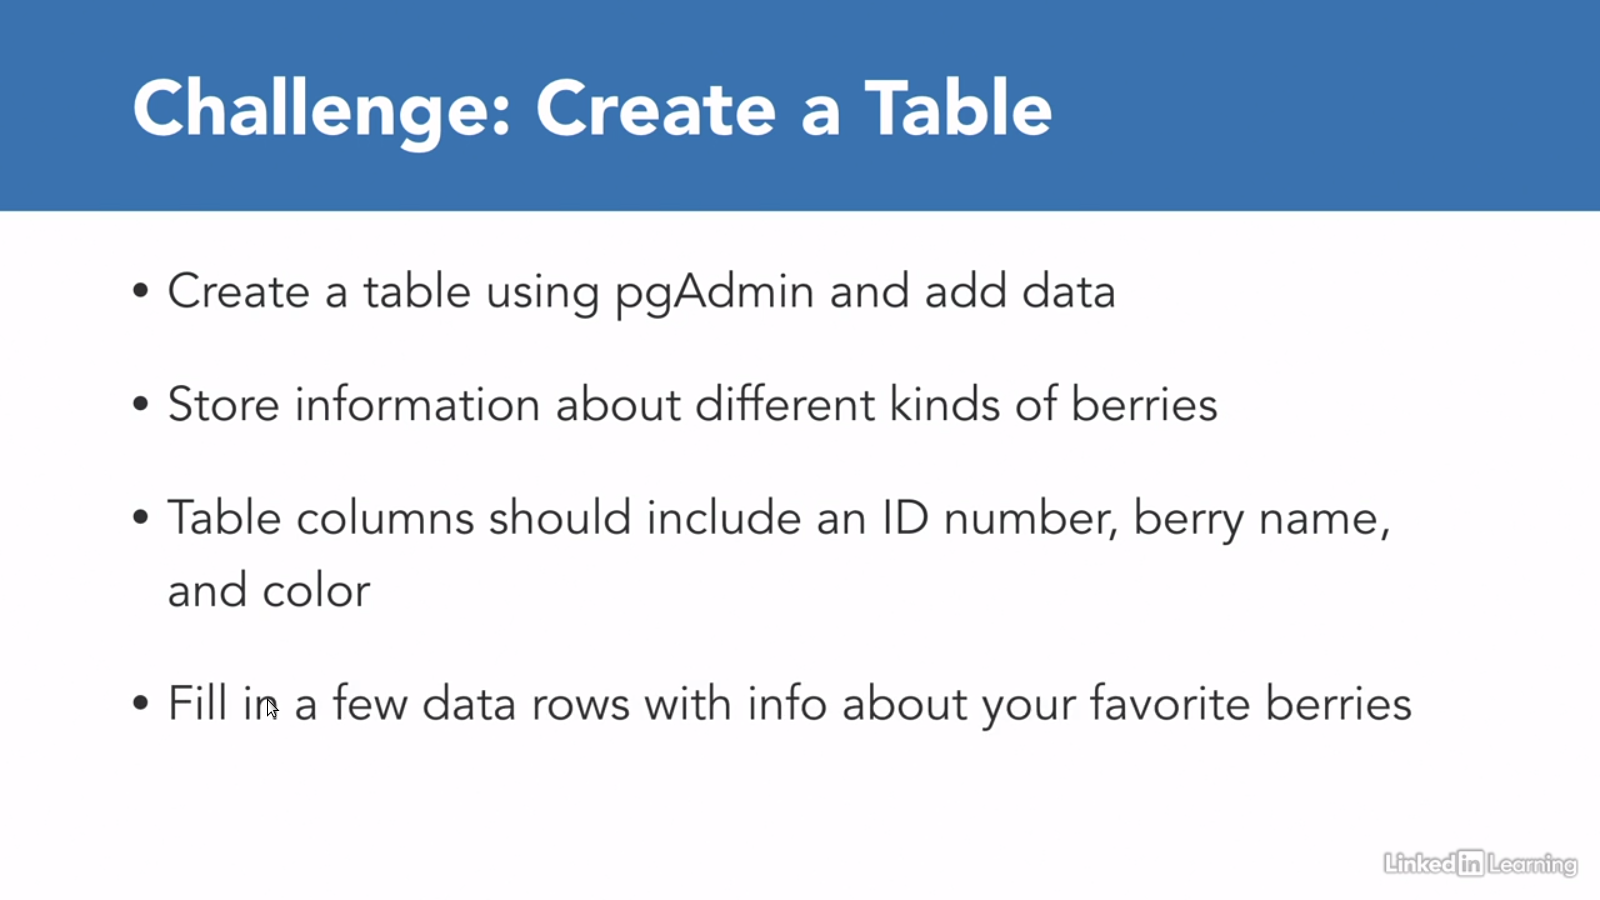 Challenge: Create a Table
• Create a table using pgAdmin and add data
• Store information about different kinds of berries
• Table columns should include an ID number, berry name,
and color
• Fill in a few data rows with info about your favorite berries
Linked in Learning